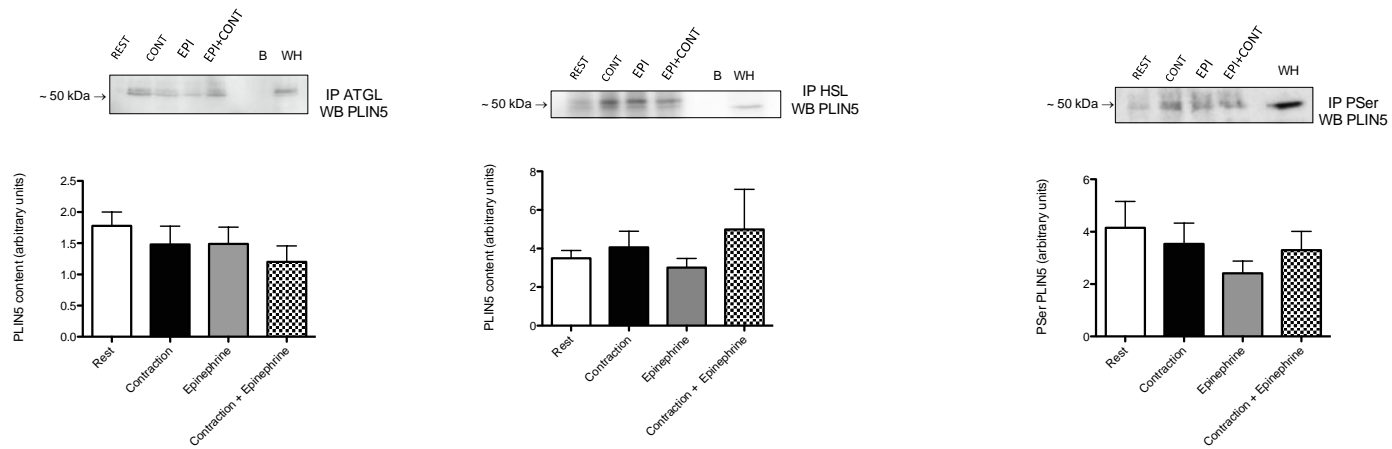 REST CONT EPI EPI+CONT B WH
~ 50 kDa →
IP ATGL
WB PLIN5
PLIN5 content (arbitrary units)
2.5
2.0
1.5
1.0
0.5
0.0
Rest
Contraction
Epinephrine
Contraction + Epinephrine
REST CONT EPI EPI+CONT B WH
~ 50 kDa →
IP HSL
WB PLIN5
PLIN5 content (arbitrary units)
8
6
4
2
0
Rest
Contraction
Epinephrine
Contraction + Epinephrine
REST CONT EPI EPI+CONT WH
~ 50 kDa →
IP PSer
WB PLIN5
PSer PLIN5 (arbitrary units)
6
4
2
0
Rest
Contraction
Epinephrine
Contraction + Epinephrine